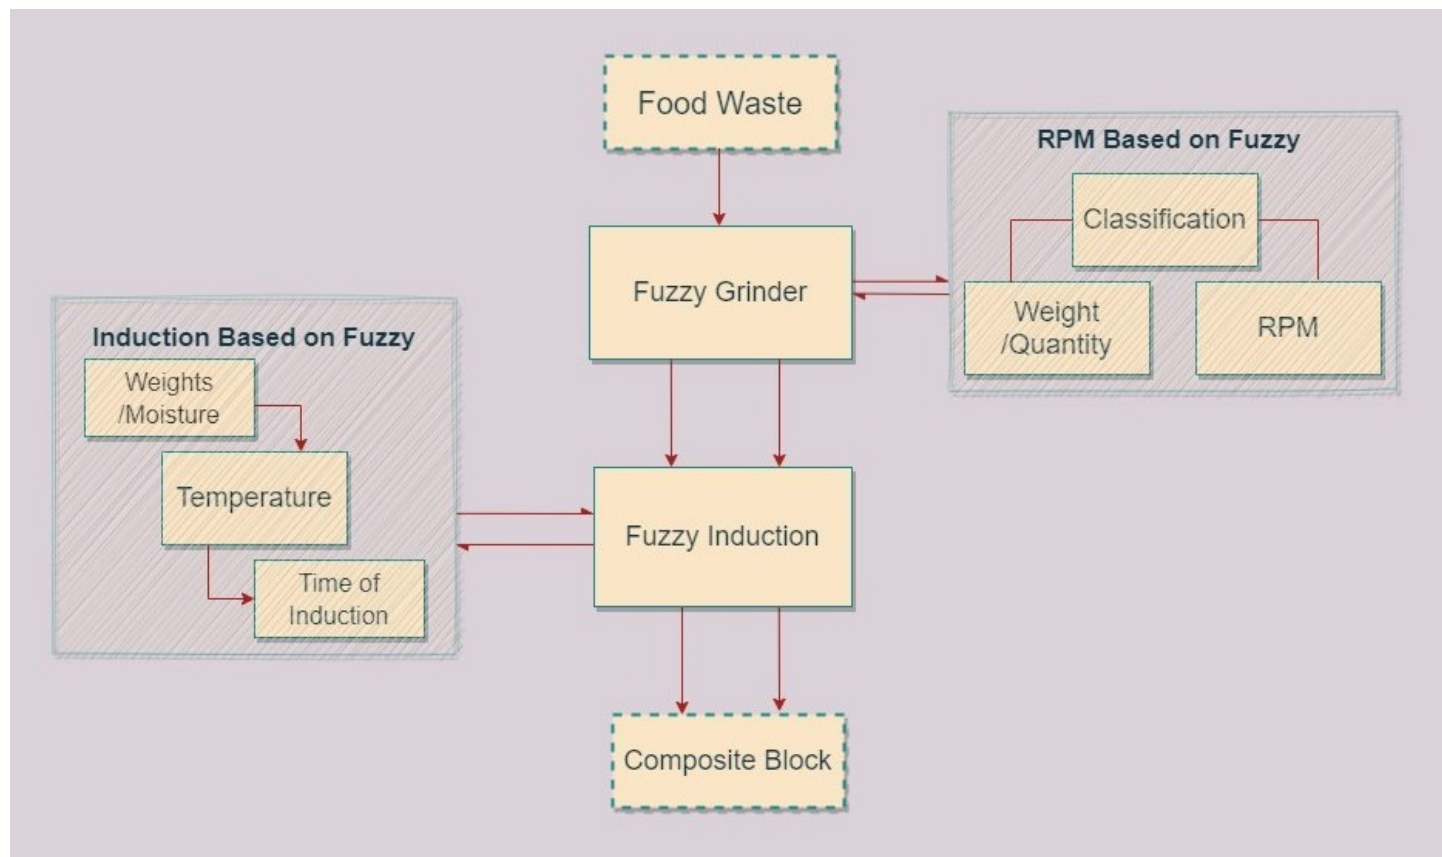 Food Waste
RPM Based on Fuzzy
Classification
Fuzzy Grinder
Weight
/Quantity
RPM
Induction Based on Fuzzy
Weights
/Moisture
Temperature
Fuzzy Induction
Time of
Induction
Composite Block